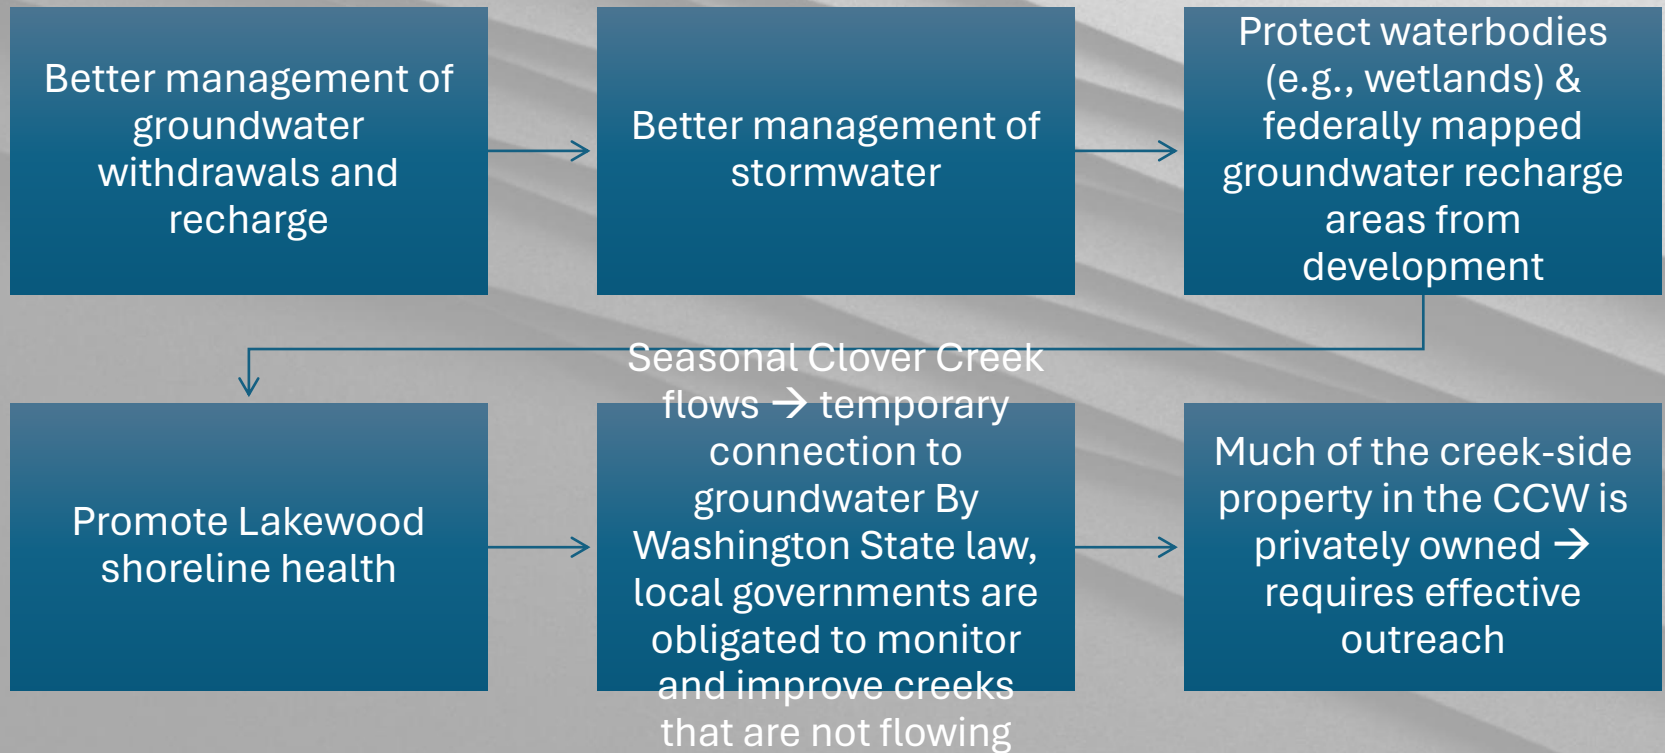 Better management of
groundwater
withdrawals and
recharge
Better management of
stormwater
Protect waterbodies
(e.g., wetlands) &
federally mapped
groundwater recharge
areas from
development
Promote Lakewood
shoreline health
Seasonal Clover Creek
flows → temporary
connection to
groundwater By
Washington State law,
local governments are
obligated to monitor
and improve creeks
that are not flowing
Much of the creek-side
property in the CCW is
privately owned →
requires effective
outreach